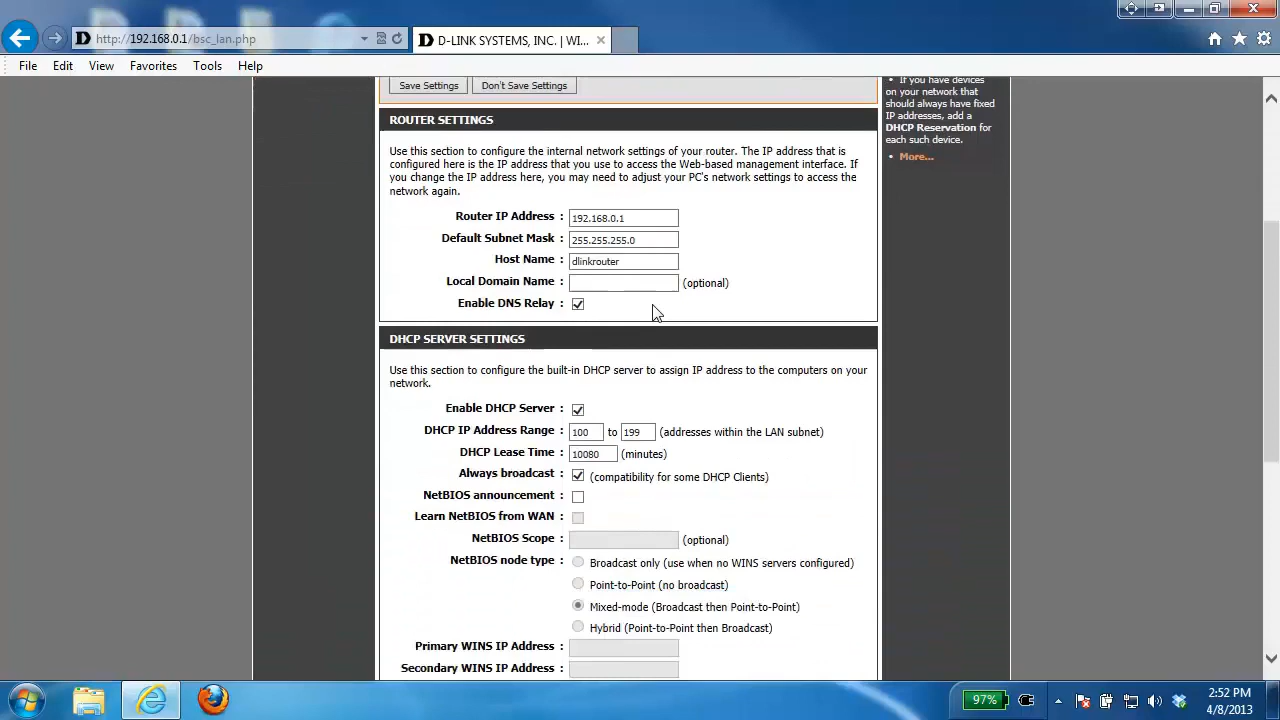 http://192.168.0.1/bsc_lan.php
D-LINK SYSTEMS, INC. | WI...
File Edit View Favorites Tools Help
Save Settings Don't Save Settings
• If you have devices
on your network that
should always have fixed
IP addresses, add a
DHCP Reservation for
each such device.
• More...
ROUTER SETTINGS
Use this section to configure the internal network settings of your router. The IP address that is
configured here is the IP address that you use to access the Web-based management interface. If
you change the IP address here, you may need to adjust your PC's network settings to access the
network again.
Router IP Address : 192.168.0.1
Default Subnet Mask : 255.255.255.0
Host Name : dlinkrouter
Local Domain Name : (optional)
Enable DNS Relay :
DHCP SERVER SETTINGS
Use this section to configure the built-in DHCP server to assign IP address to the computers on your
network.
Enable DHCP Server :
DHCP IP Address Range : 100 to 199 (addresses within the LAN subnet)
DHCP Lease Time : 10080 (minutes)
Always broadcast : (compatibility for some DHCP Clients)
NetBIOS announcement :
Learn NetBIOS from WAN :
NetBIOS Scope : (optional)
NetBIOS node type : Broadcast only (use when no WINS servers configured)
Point-to-Point (no broadcast)
Mixed-mode (Broadcast then Point-to-Point)
Hybrid (Point-to-Point then Broadcast)
Primary WINS IP Address :
Secondary WINS IP Address :
97%
2:52 PM
4/8/2013